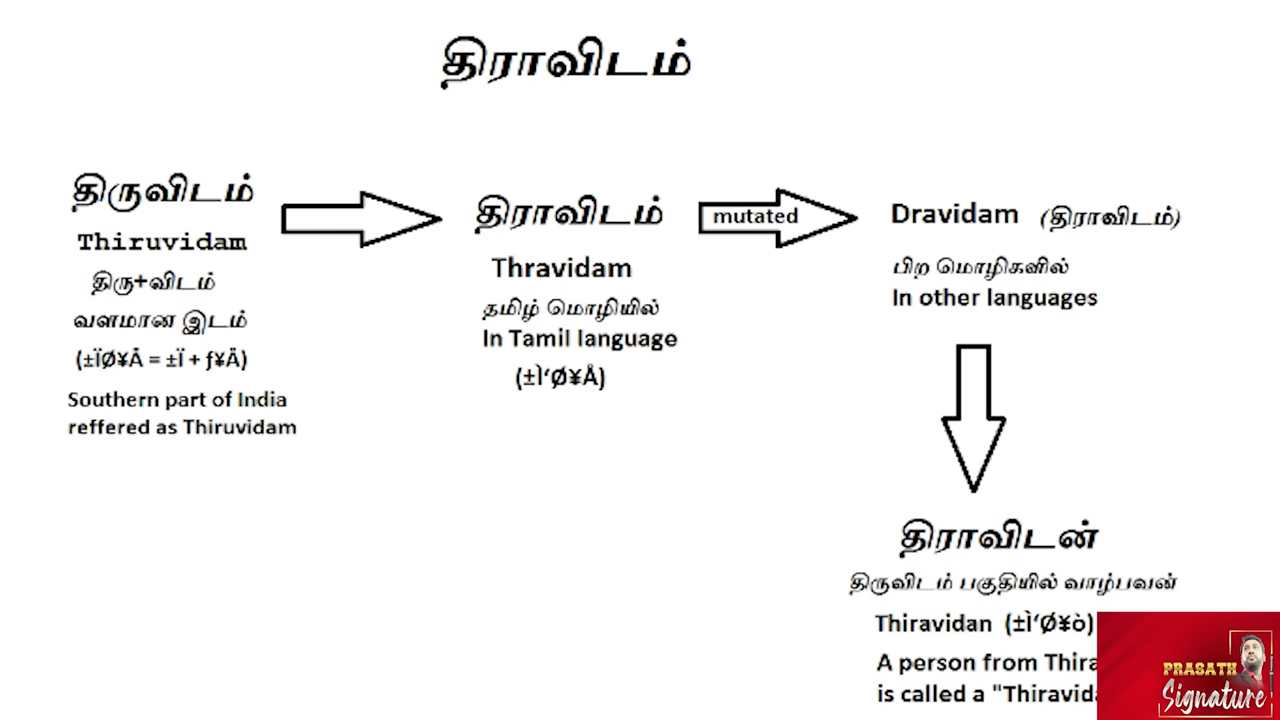 திராவிடம்
திருவிடம்
Thiruvidam
திரு+விடம்
வளமான இடம்
(±ÏØ¥Å = ±Ï + ƒ¥Å)
Southern part of India
reffered as Thiruvidam
திராவிடம்
Thravidam
தமிழ் மொழியில்
In Tamil language
(±Ì‘Ø¥Å)
mutated
Dravidam (திராவிடம்)
பிற மொழிகளில்
In other languages
திராவிடன்
திருவிடம் பகுதியில் வாழ்பவன்
Thiravidan (±Ì‘Ø¥ò)
A person from Thira
is called a "Thiravida
PRASATH
Signature